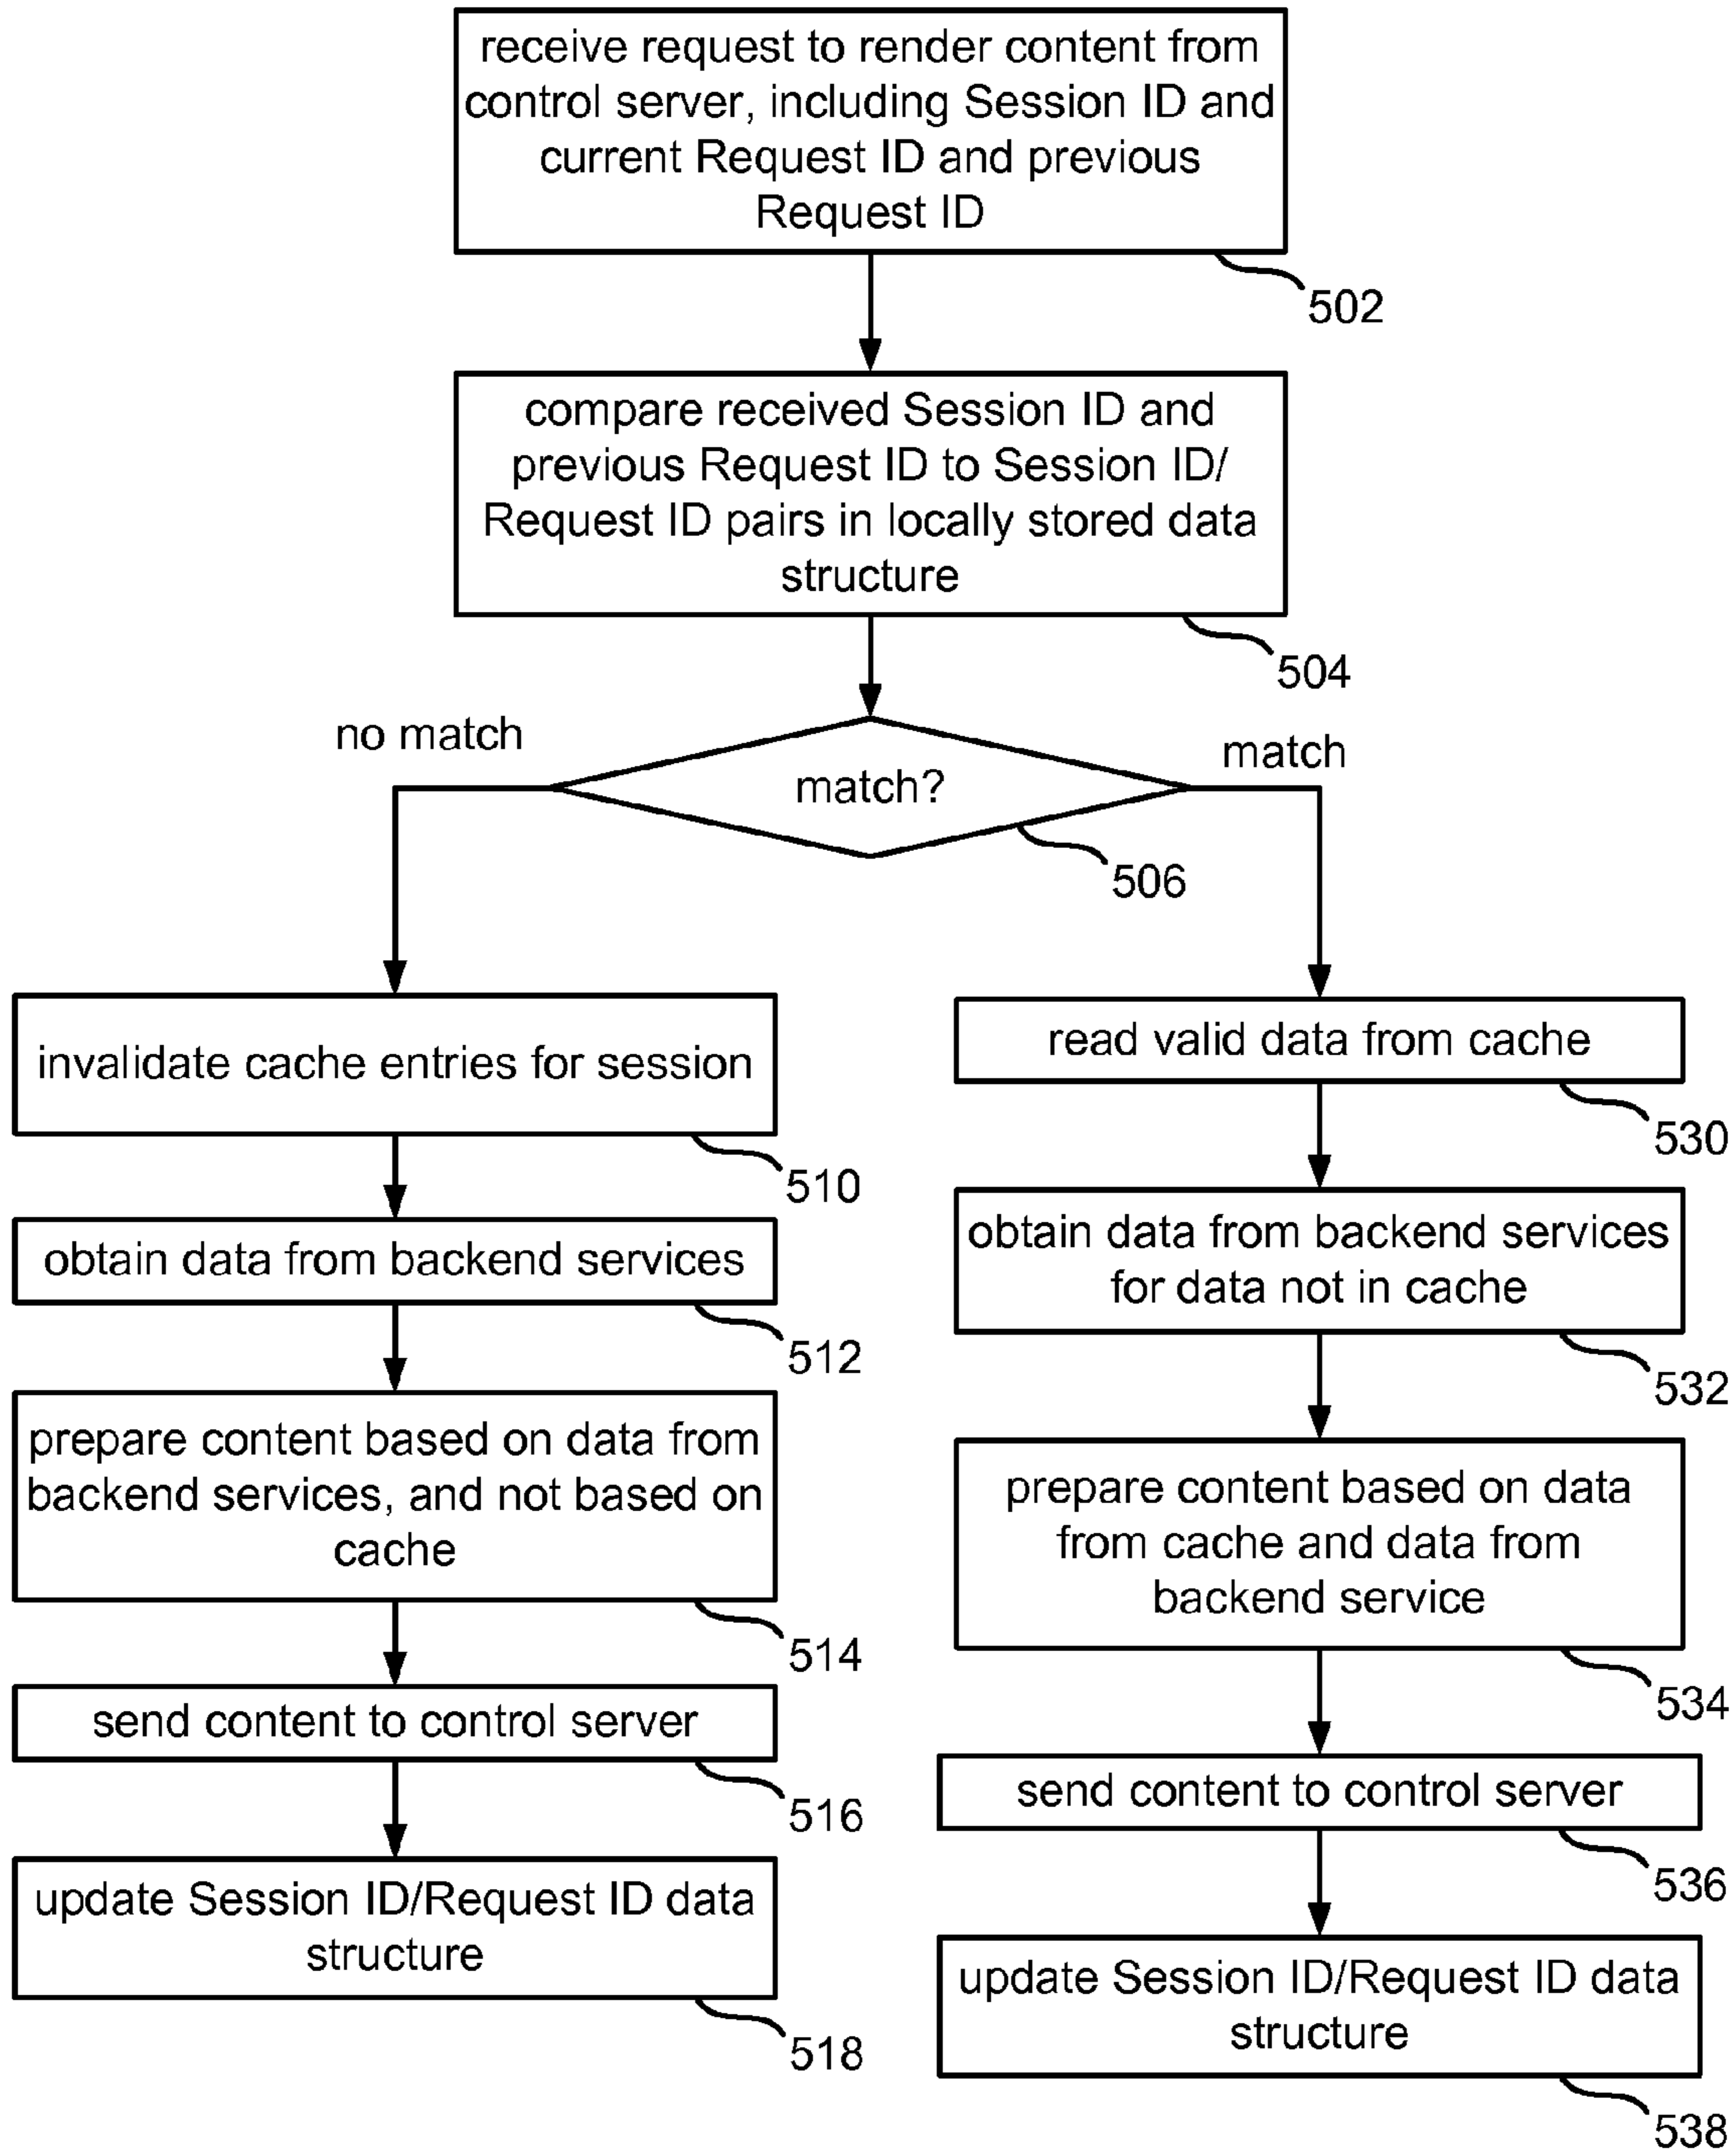 receive request to render content from
control server, including Session ID and
current Request ID and previous
Request ID
502
compare received Session ID and
previous Request ID to Session ID/
Request ID pairs in locally stored data
structure
504
no match
match?
match
506
invalidate cache entries for session
510
obtain data from backend services
512
prepare content based on data from
backend services, and not based on
cache
514
send content to control server
516
update Session ID/Request ID data
structure
518
read valid data from cache
530
obtain data from backend services
for data not in cache
532
prepare content based on data
from cache and data from
backend service
534
send content to control server
536
update Session ID/Request ID data
structure
538